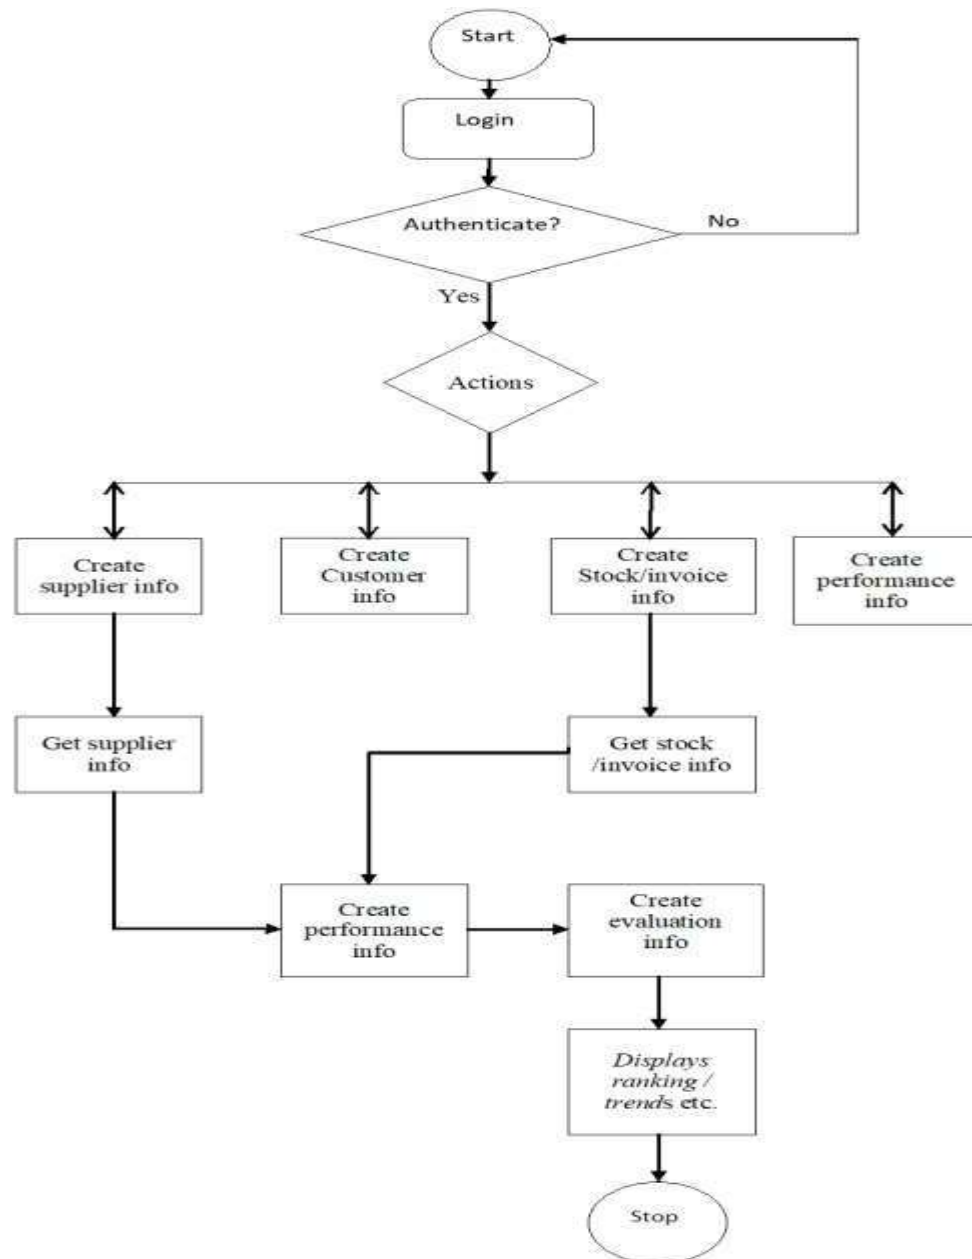 Start
Login
Authenticate?
No
Yes
Actions
Create
supplier info
Create
Customer
info
Create
Stock/invoice
info
Create
performance
info
Get supplier
info
Get stock
/invoice info
Create
performance
info
Create
evaluation
info
Displays
ranking /
trends etc.
Stop